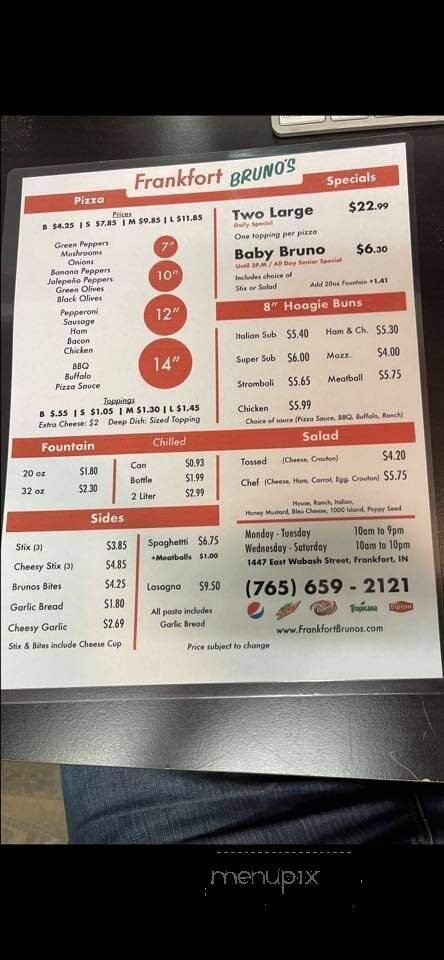 Frankfort BRUNO'S
Pizza
Prices
B $4.25 | S $7.85 | M $9.85 | L $11.85
Green Peppers
Mushrooms
Onions
Banana Peppers
Jalepeño Peppers
Green Olives
Black Olives
Pepperoni
Sausage
Ham
Bacon
Chicken
BBQ
Buffalo
Pizza Sauce
7"
10"
12"
14"
Toppings
B $.55 | S $1.05 | M $1.30 | L $1.45
Extra Cheese: $2 Deep Dish: Sized Topping
Specials
Two Large $22.99
Daily Special
One topping per pizza
Baby Bruno $6.30
Until 3P.M / All Day Senior Special
Includes choice of
Stix or Salad Add 20oz Fountain +1.41
8" Hoagie Buns
Italian Sub $5.40 Ham & Ch. $5.30
Super Sub $6.00 Mozz. $4.00
Stromboli $5.65 Meatball $5.75
Chicken $5.99
Choice of sauce (Pizza Sauce, BBQ, Buffalo, Ranch)
Fountain
20 oz $1.80
32 oz $2.30
Chilled
Can $0.93
Bottle $1.99
2 Liter $2.99
Salad
Tossed (Cheese, Crouton) $4.20
Chef (Cheese, Ham, Carrot, Egg, Crouton) $5.75
House, Ranch, Italian,
Honey Mustard, Bleu Cheese, 1000 Island, Poppy Seed
Sides
Stix (3) $3.85
Cheesy Stix (3) $4.85
Brunos Bites $4.25
Garlic Bread $1.80
Cheesy Garlic $2.69
Stix & Bites include Cheese Cup
Spaghetti $6.75
+Meatballs $1.00
Lasagna $9.50
All pasta includes
Garlic Bread
Price subject to change
Monday - Tuesday 10am to 9pm
Wednesday - Saturday 10am to 10pm
1447 East Wabash Street, Frankfort, IN
(765) 659 - 2121
pepsi Mtn Dew Dr Pepper Tropicana Lipton
www.FrankfortBrunos.com
menupix